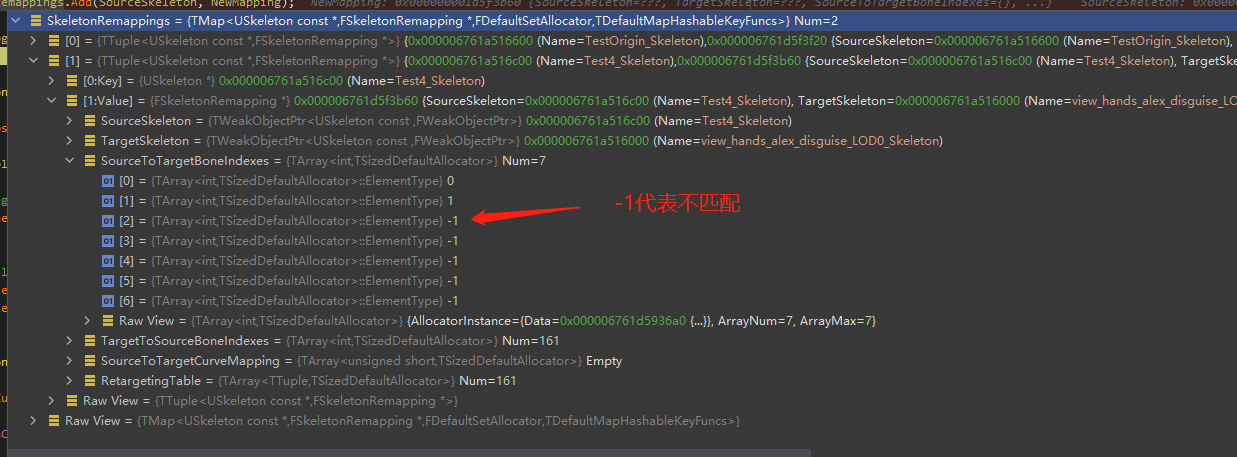 emappings.Add(SourceSkeleton, NewMapping);
SkeletonRemappings = {TMap<USkeleton const *,FSkeletonRemapping *,FDefaultSetAllocator,TDefaultMapHashableKeyFuncs>} Num=2
[0] = {TTuple<USkeleton const *,FSkeletonRemapping *>} {0x000006761a516600 (Name=TestOrigin_Skeleton),0x000006761d5f3f20 {SourceSkeleton=0x000006761a516600 (Name=TestOrigin_Skeleton),
[1] = {TTuple<USkeleton const *,FSkeletonRemapping *>} {0x000006761a516c00 (Name=Test4_Skeleton),0x000006761d5f3b60 {SourceSkeleton=0x000006761a516c00 (Name=Test4_Skeleton), TargetSk
[0:Key] = {USkeleton *} 0x000006761a516c00 (Name=Test4_Skeleton)
[1:Value] = {FSkeletonRemapping *} 0x000006761d5f3b60 {SourceSkeleton=0x000006761a516c00 (Name=Test4_Skeleton), TargetSkeleton=0x000006761a516000 (Name=view_hands_alex_disguise_LO
SourceSkeleton = {TWeakObjectPtr<USkeleton const ,FWeakObjectPtr>} 0x000006761a516c00 (Name=Test4_Skeleton)
TargetSkeleton = {TWeakObjectPtr<USkeleton const ,FWeakObjectPtr>} 0x000006761a516000 (Name=view_hands_alex_disguise_LOD0_Skeleton)
SourceToTargetBoneIndexes = {TArray<int,TSizedDefaultAllocator>} Num=7
01 [0] = {TArray<int,TSizedDefaultAllocator>::ElementType} 0
01 [1] = {TArray<int,TSizedDefaultAllocator>::ElementType} 1
01 [2] = {TArray<int,TSizedDefaultAllocator>::ElementType} -1
-1代表不匹配
01 [3] = {TArray<int,TSizedDefaultAllocator>::ElementType} -1
01 [4] = {TArray<int,TSizedDefaultAllocator>::ElementType} -1
01 [5] = {TArray<int,TSizedDefaultAllocator>::ElementType} -1
01 [6] = {TArray<int,TSizedDefaultAllocator>::ElementType} -1
Raw View = {TArray<int,TSizedDefaultAllocator>} {AllocatorInstance={Data=0x000006761d5936a0 {...}}, ArrayNum=7, ArrayMax=7}
TargetToSourceBoneIndexes = {TArray<int,TSizedDefaultAllocator>} Num=161
SourceToTargetCurveMapping = {TArray<unsigned short,TSizedDefaultAllocator>} Empty
RetargetingTable = {TArray<TTuple,TSizedDefaultAllocator>} Num=161
Raw View = {TTuple<USkeleton const *,FSkeletonRemapping *>}
Raw View = {TMap<USkeleton const *,FSkeletonRemapping *,FDefaultSetAllocator,TDefaultMapHashableKeyFuncs>}